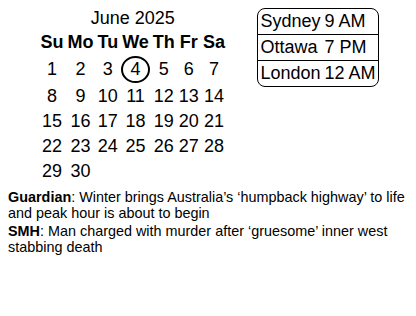 June 2025
Su Mo Tu We Th Fr Sa
1 2 3 4 5 6 7
8 9 10 11 12 13 14
15 16 17 18 19 20 21
22 23 24 25 26 27 28
29 30
Sydney 9 AM
Ottawa 7 PM
London 12 AM
Guardian: Winter brings Australia’s ‘humpback highway’ to life
and peak hour is about to begin
SMH: Man charged with murder after ‘gruesome’ inner west
stabbing death